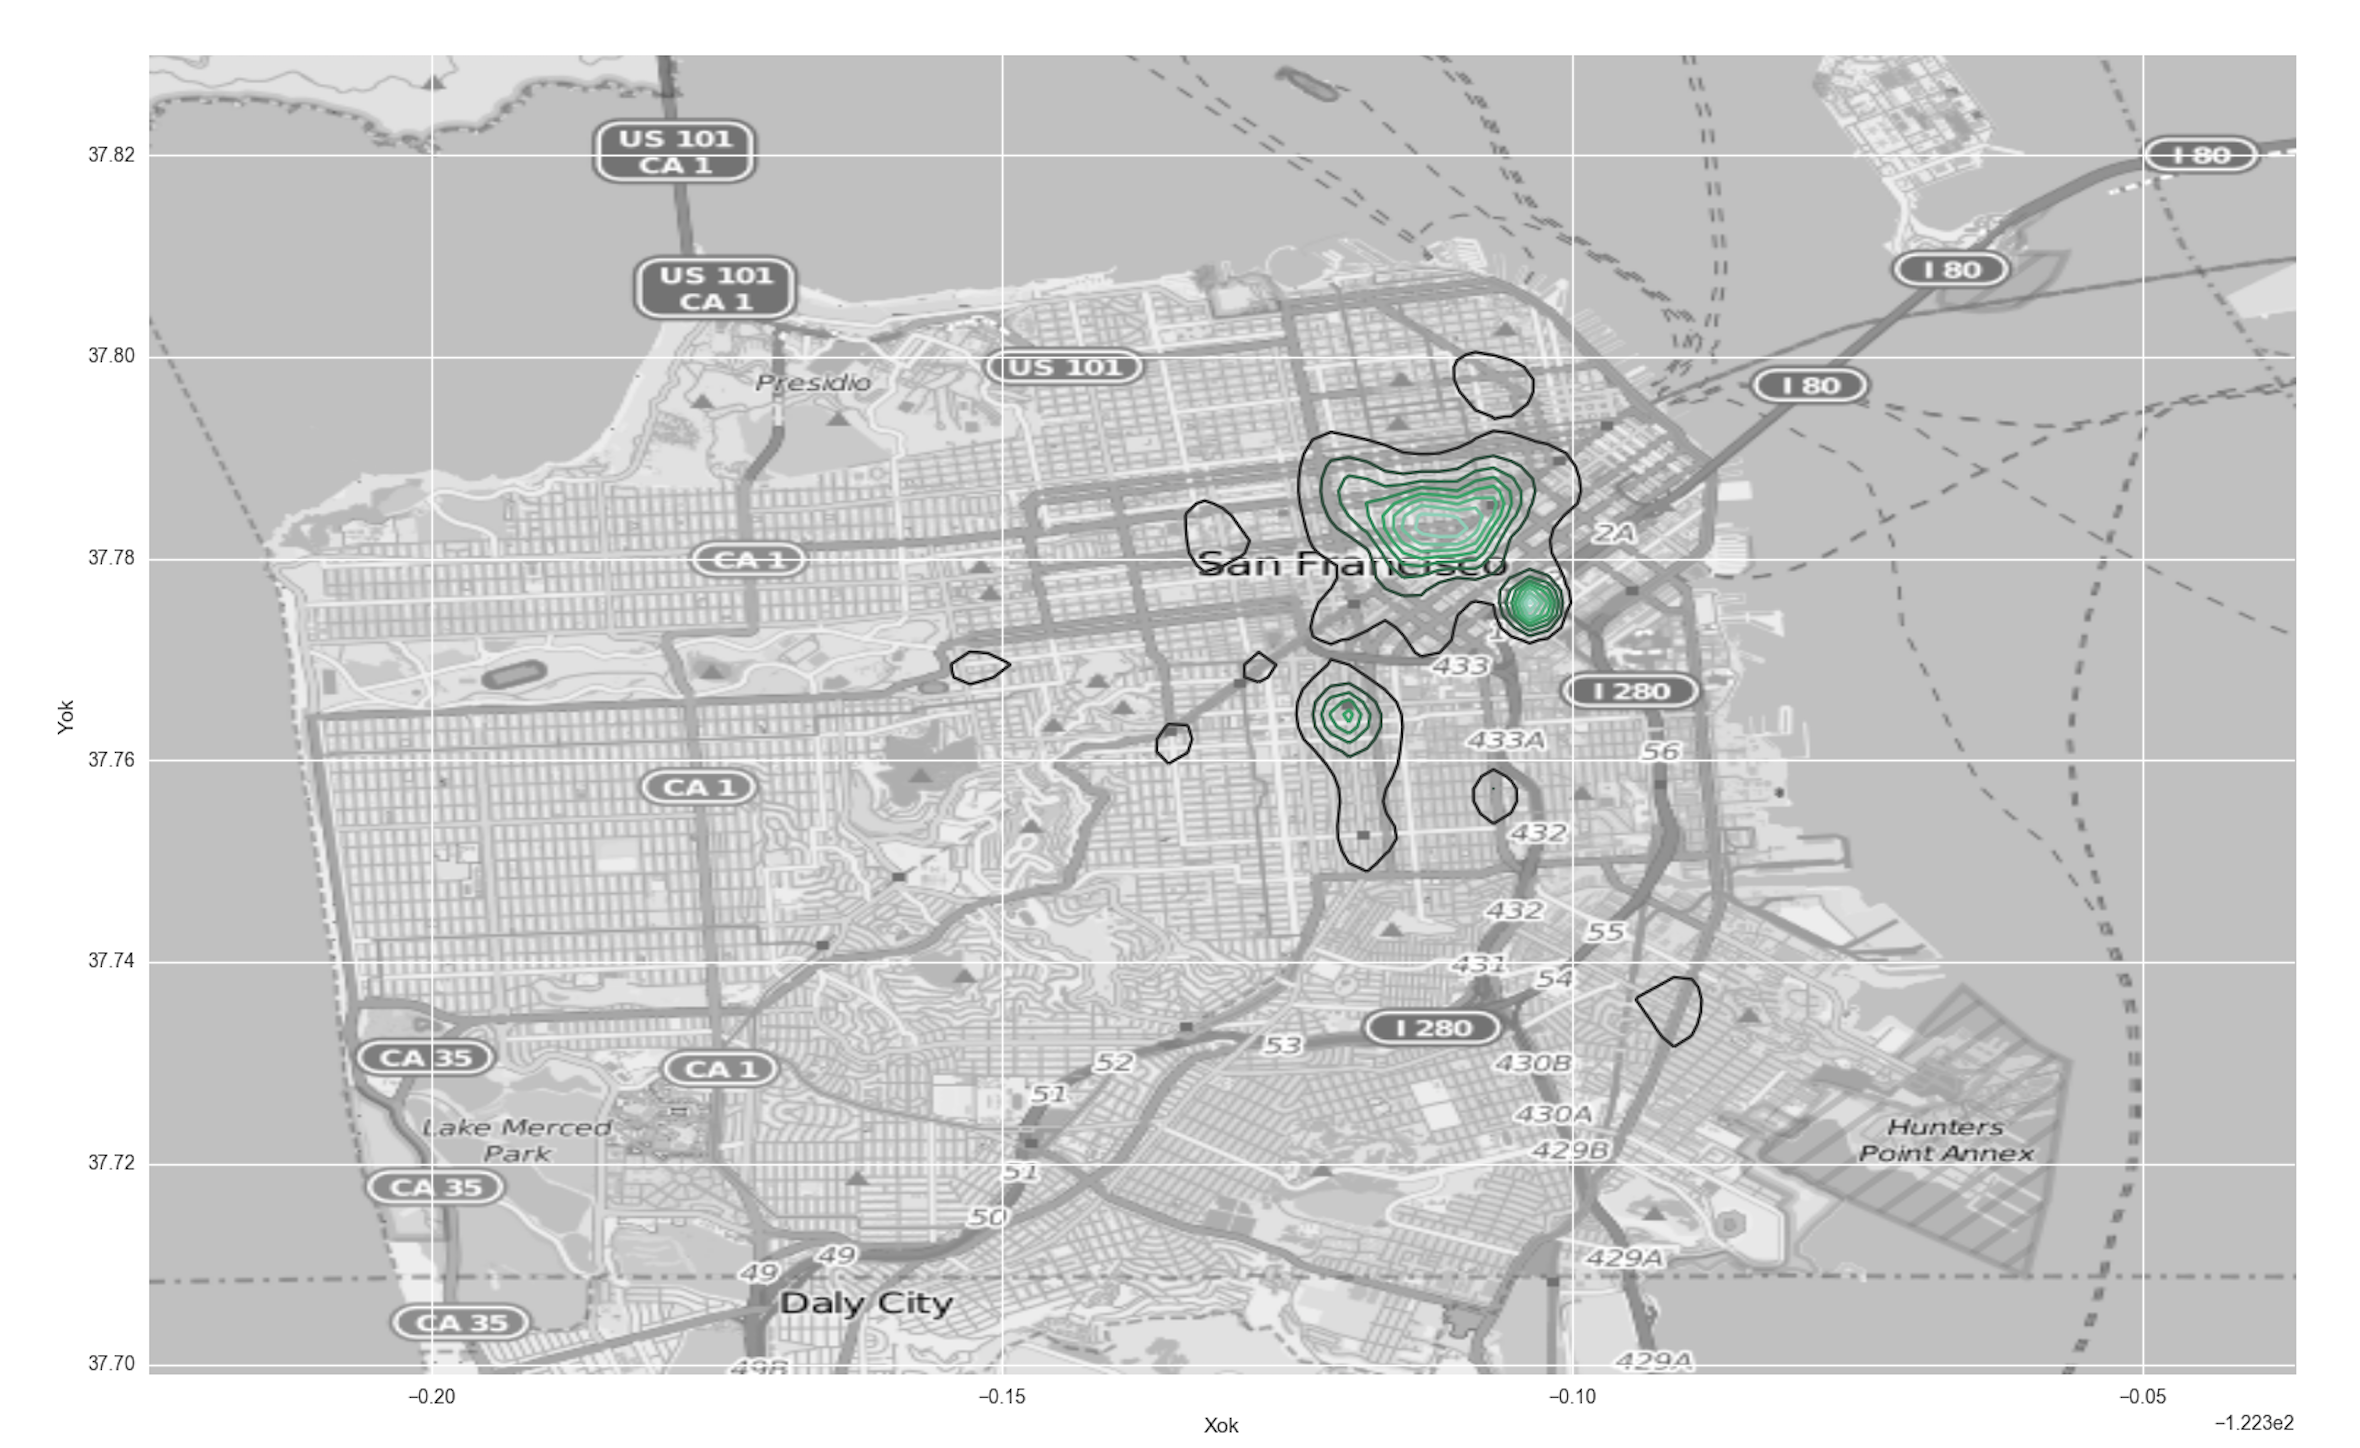 US 101
CA 1
I 80
37.82
I 80
US 101
CA 1
37.80
US 101
Presidio
I 80
2A
CA 1
37.78
San Francisco
1
433
I 280
Yok
433A
37.76
56
CA 1
432
432
55
37.74
431
54
I 280
53
CA 35
CA 1
52
430B
51
430A
Lake Merced
Park
Hunters
Point Annex
429B
37.72
51
CA 35
50
49
49
429A
Daly City
CA 35
37.70
49B
429A
−0.20
−0.15
−0.10
−0.05
Xok
−1.223e2